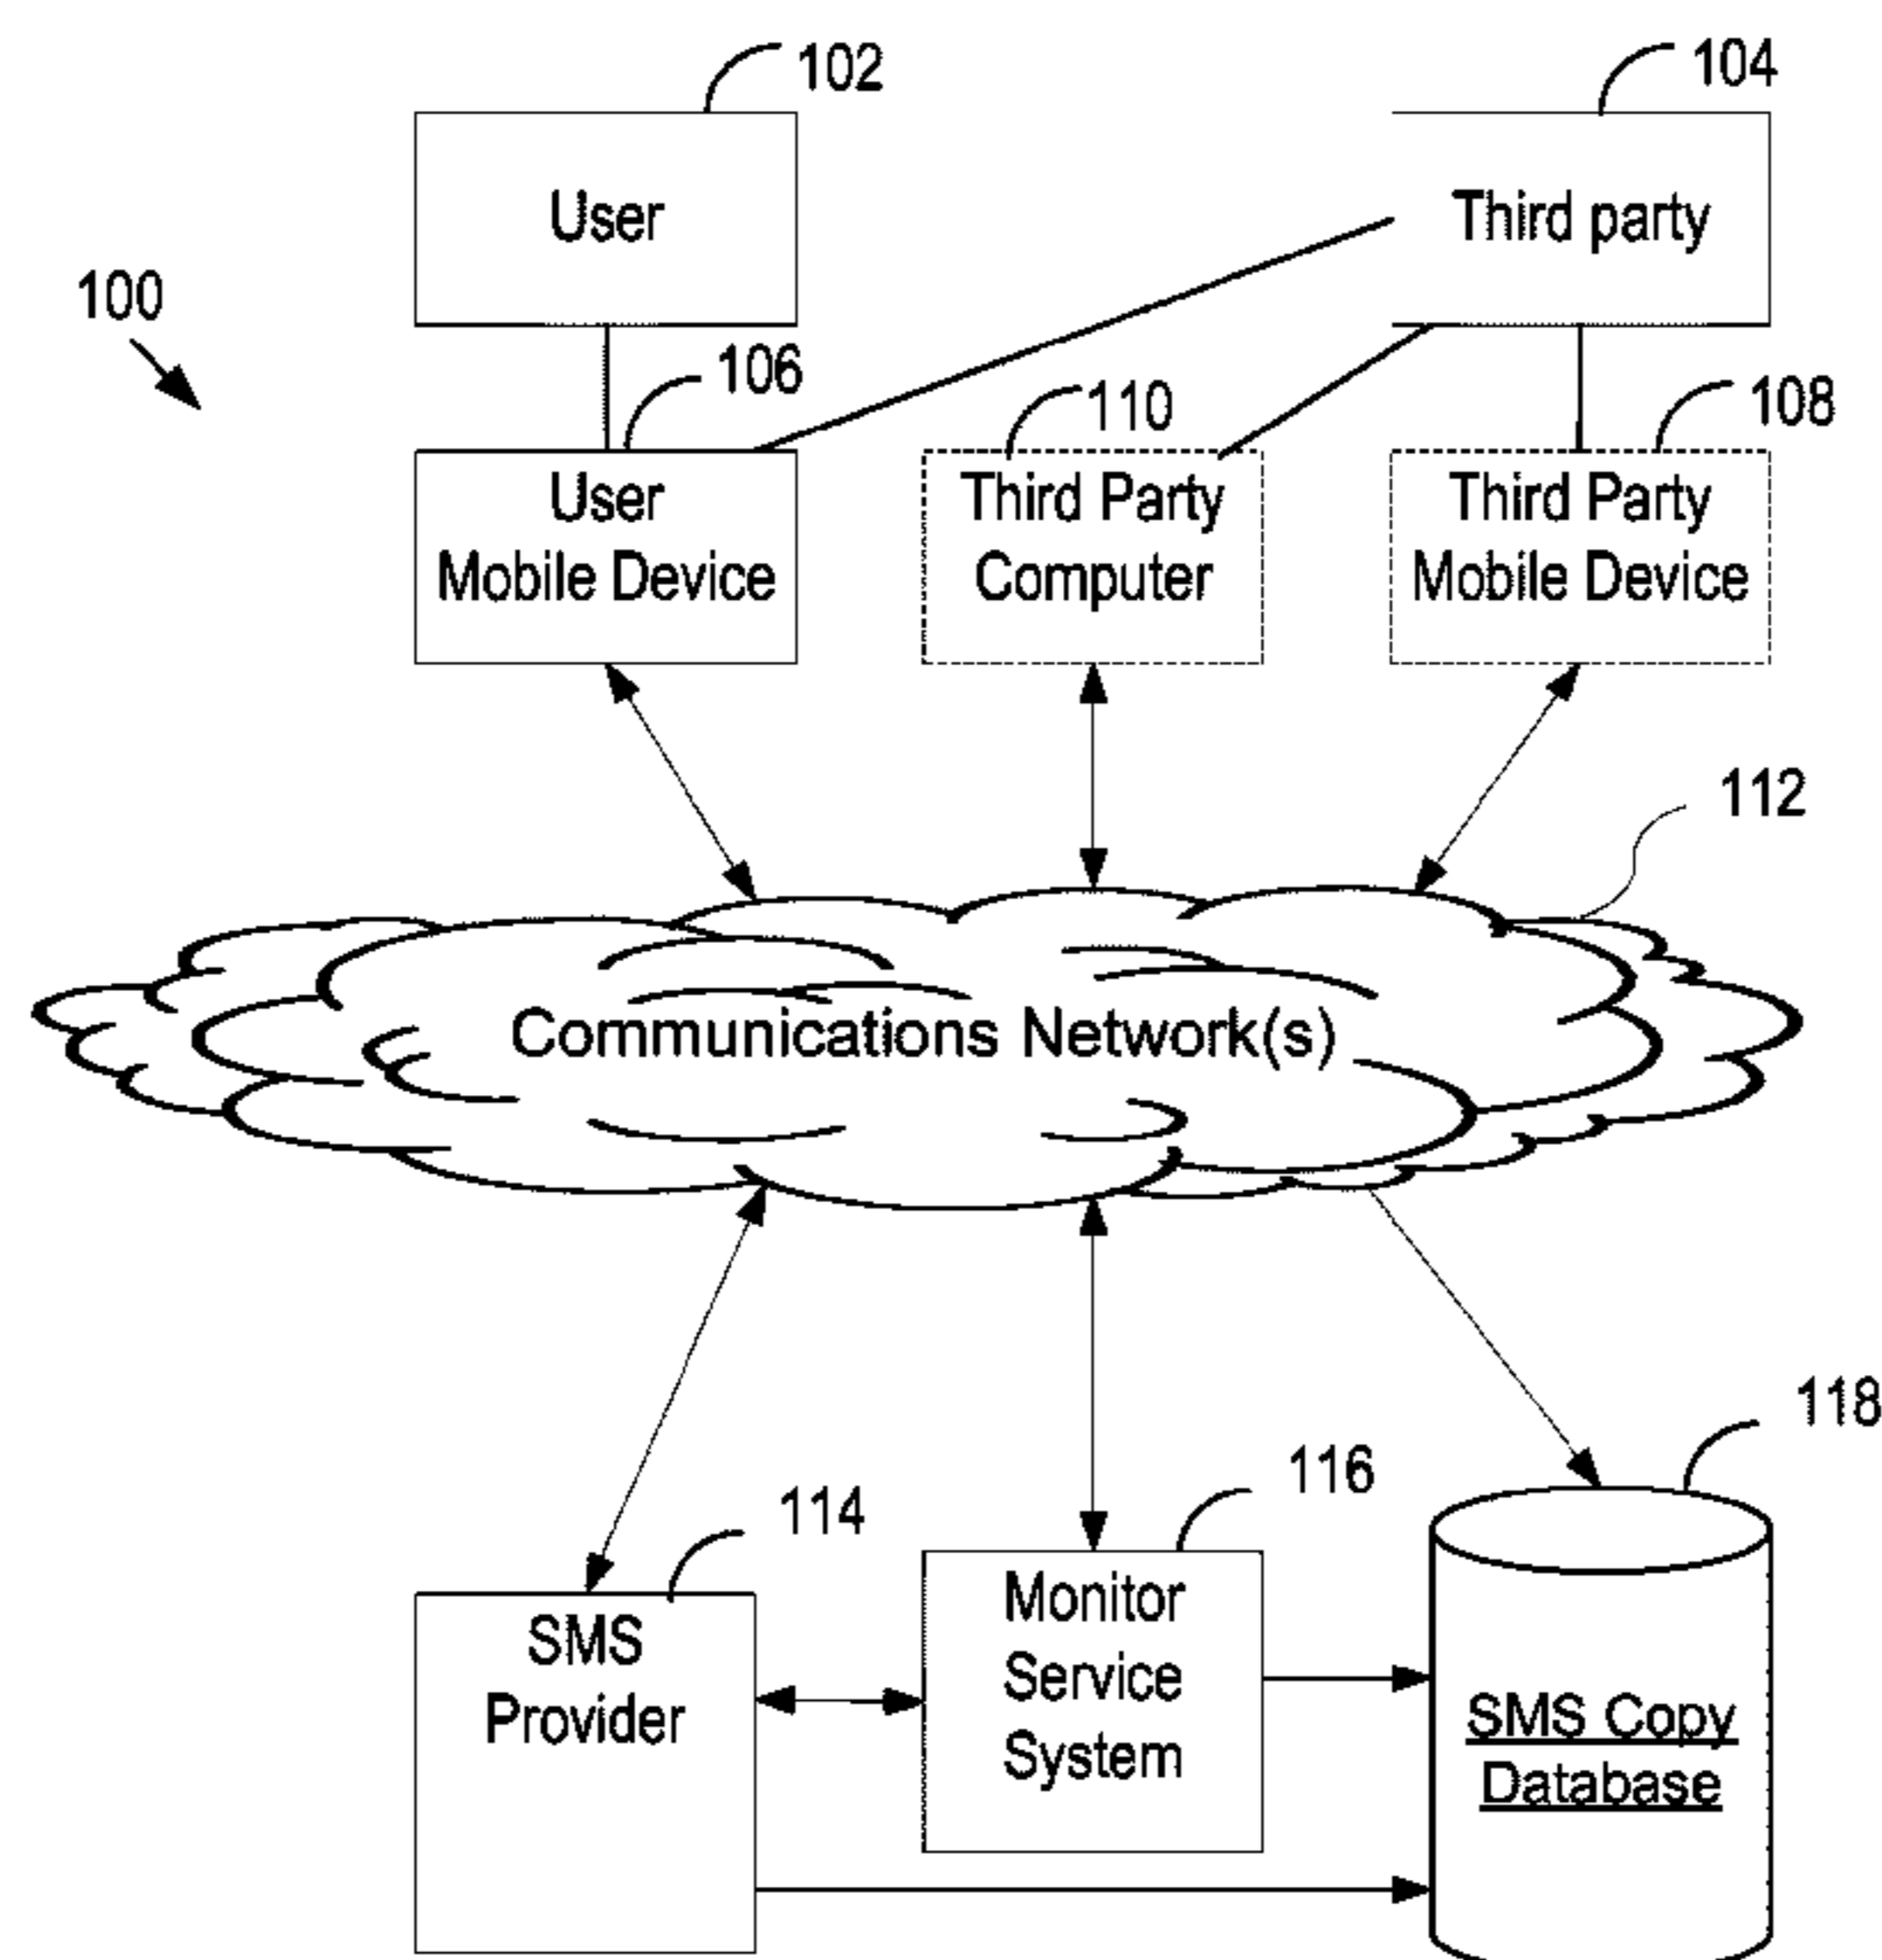 102
104
User
Third party
100
106
110
108
User
Mobile Device
Third Party
Computer
Third Party
Mobile Device
112
Communications Network(s)
118
116
114
Monitor
Service
System
SMS
Provider
SMS Copy
Database